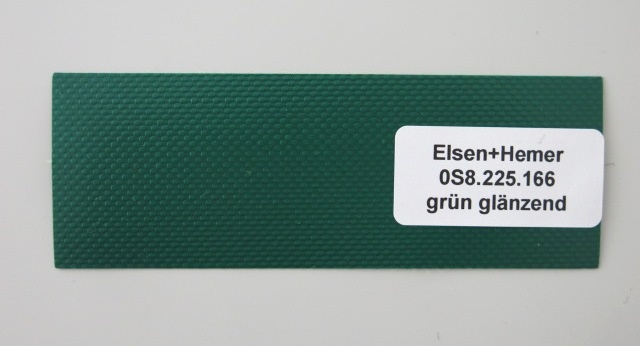 Elsen+Hemer
0S8.225.166
grün glänzend